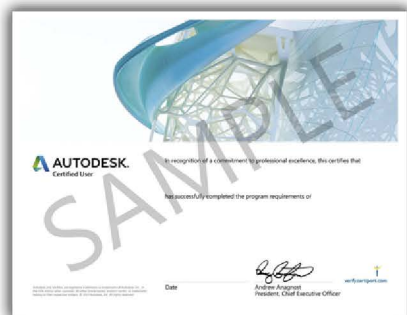 SAMPLE
AUTODESK.
Certified User
In recognition of a commitment to professional excellence, this certifies that
has successfully completed the program requirements of
Date
Andrew Anagnost
President, Chief Executive Officer
verify.certiport.com